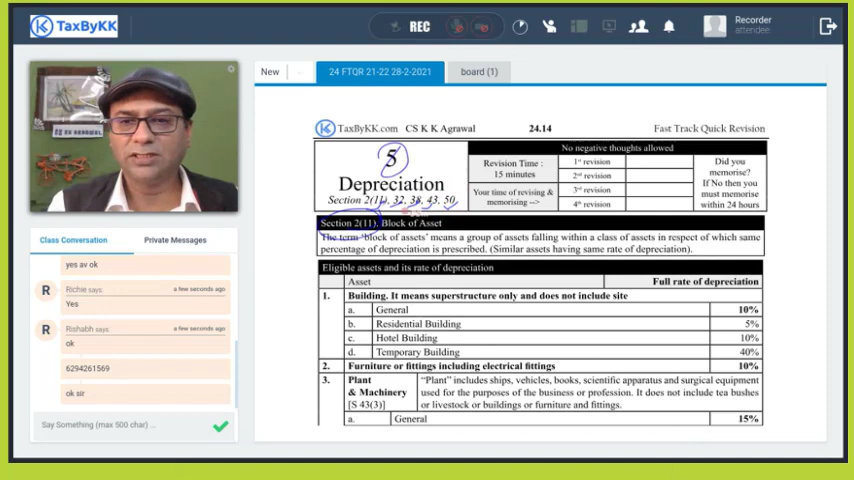 TaxByKK
REC
Recorder
attendee
New
24 FTQR 21-22 28-2-2021
board (1)
TaxByKK.com CS K K Agrawal
24.14
Fast Track Quick Revision
5
Depreciation
Section 2(11), 32, 38, 43, 50
No negative thoughts allowed
Revision Time :
15 minutes
1st revision
2nd revision
Your time of revising &
memorising -->
3rd revision
4th revision
Did you
memorise?
If No then you
must memorise
within 24 hours
Section 2(11), Block of Asset
The term 'block of assets' means a group of assets falling within a class of assets in respect of which same
percentage of depreciation is prescribed. (Similar assets having same rate of depreciation).
Eligible assets and its rate of depreciation
Asset Full rate of depreciation
1. Building. It means superstructure only and does not include site
a. General 10%
b. Residential Building 5%
c. Hotel Building 10%
d. Temporary Building 40%
2. Furniture or fittings including electrical fittings 10%
3. Plant
& Machinery
[S 43(3)]
"Plant" includes ships, vehicles, books, scientific apparatus and surgical equipment
used for the purposes of the business or profession. It does not include tea bushes
or livestock or buildings or furniture and fittings.
a. General 15%
Class Conversation
Private Messages
yes av ok
R
Richie says:
a few seconds ago
Yes
R
Rishabh says:
a few seconds ago
ok
6294261569
ok sir
Say Something (max 500 char) ...